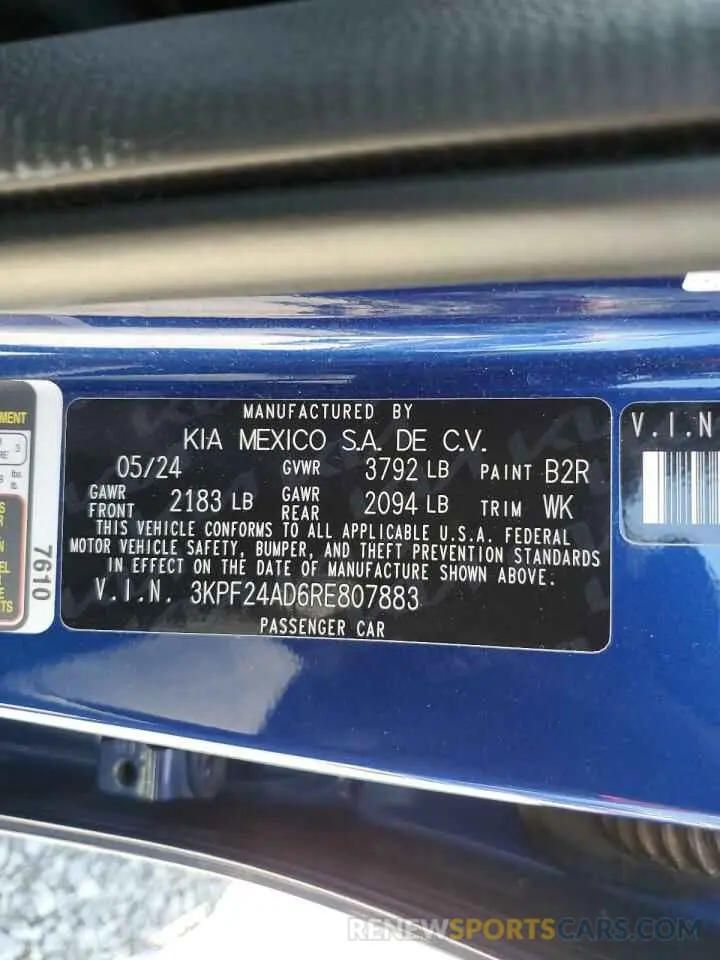 MANUFACTURED BY
KIA MEXICO S.A. DE C.V.
05/24 GVWR 3792 LB PAINT B2R
GAWR FRONT 2183 LB GAWR REAR 2094 LB TRIM WK
THIS VEHICLE CONFORMS TO ALL APPLICABLE U.S.A. FEDERAL
MOTOR VEHICLE SAFETY, BUMPER, AND THEFT PREVENTION STANDARDS
IN EFFECT ON THE DATE OF MANUFACTURE SHOWN ABOVE.
V.I.N. 3KPF24AD6RE807883
PASSENGER CAR
7610
V.I.N
RENEWSPORTSCARS.COM